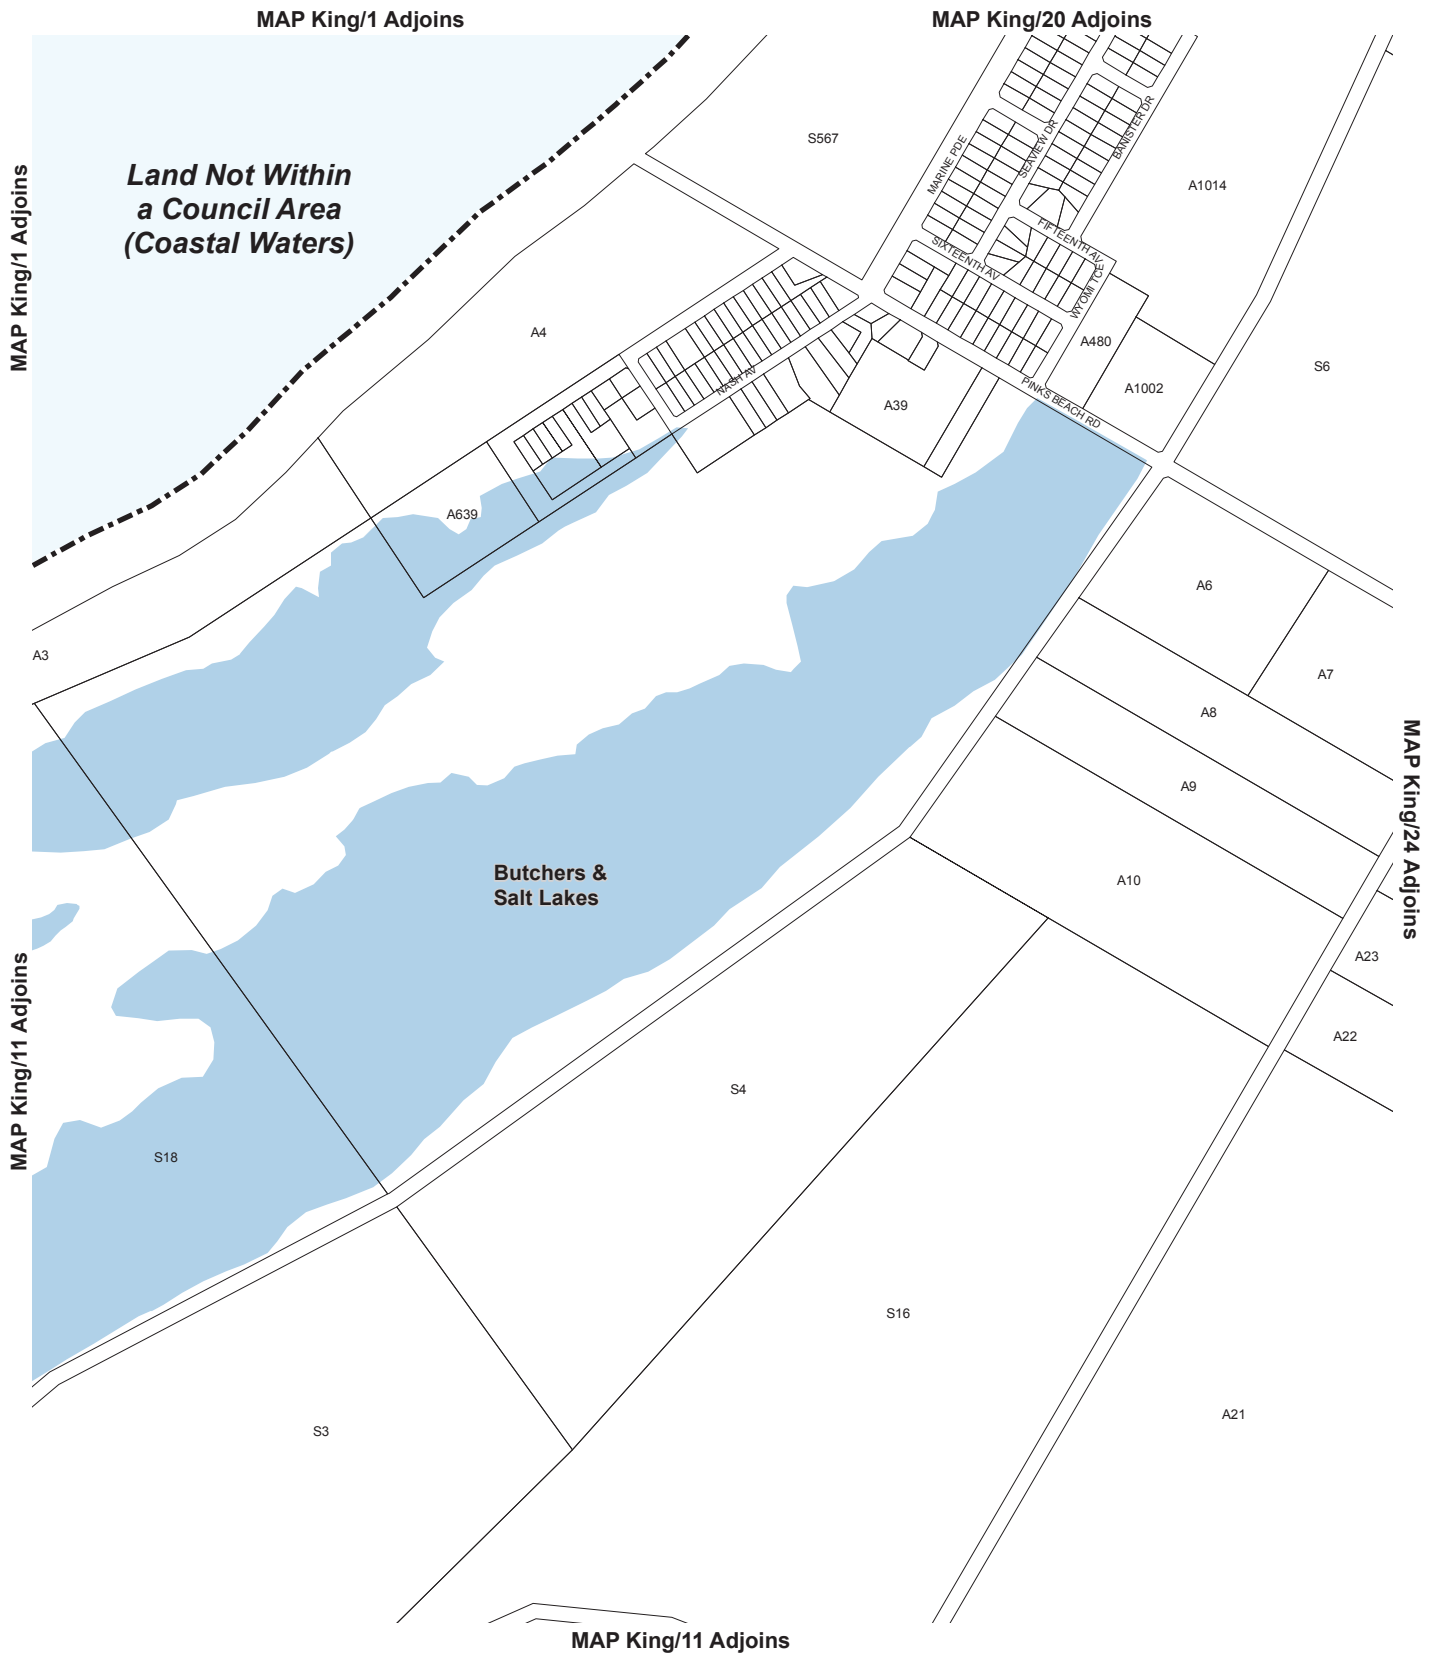 MAP King/1 Adjoins
MAP King/20 Adjoins
MAP King/1 Adjoins
Land Not Within
a Council Area
(Coastal Waters)
S567
MARINE PDE
SEAVIEW DR
BANISTER DR
A1014
FIFTEENTH AV
SIXTEENTH AV
WYOMI TCE
A4
A480
S6
NASH AV
A39
A1002
PINKS BEACH RD
A639
A6
A3
A7
A8
MAP King/24 Adjoins
A9
Butchers &
Salt Lakes
A10
MAP King/11 Adjoins
A23
A22
S4
S18
S16
A21
S3
MAP King/11 Adjoins